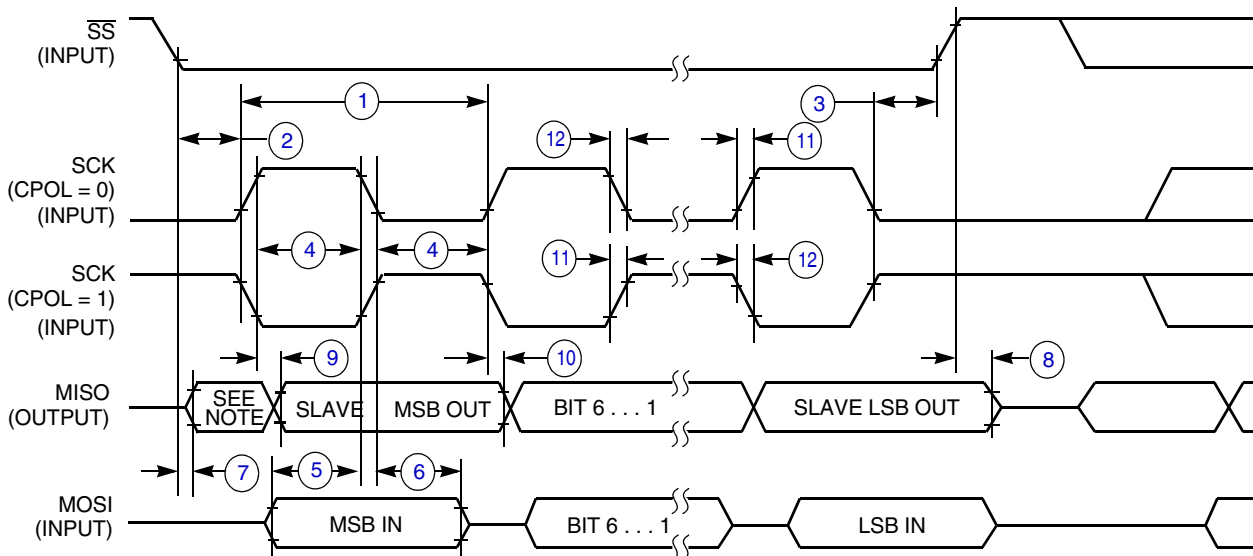 SS
(INPUT)
1
3
2
12
11
SCK
(CPOL = 0)
(INPUT)
4
4
11
12
SCK
(CPOL = 1)
(INPUT)
9
10
8
MISO
(OUTPUT)
SEE
NOTE
SLAVE
MSB OUT
BIT 6 . . . 1
SLAVE LSB OUT
7
5
6
MOSI
(INPUT)
MSB IN
BIT 6 . . . 1
LSB IN